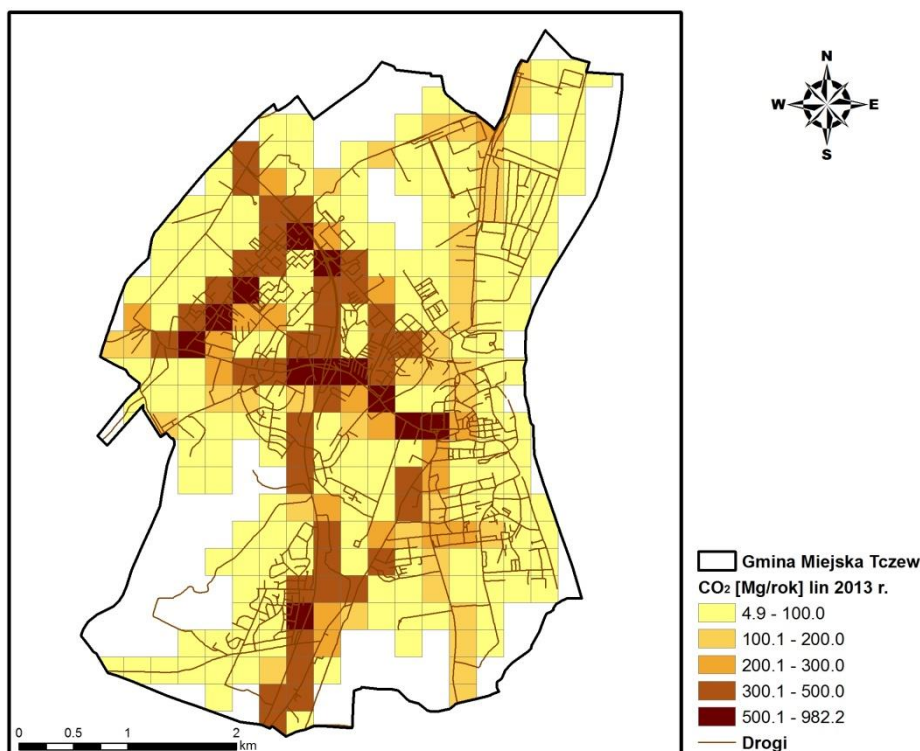 N
W E
S
Gmina Miejska Tczew
CO₂ [Mg/rok] lin 2013 r.
4.9 - 100.0
100.1 - 200.0
200.1 - 300.0
300.1 - 500.0
500.1 - 982.2
Drogi
0 0.5 1 2
km